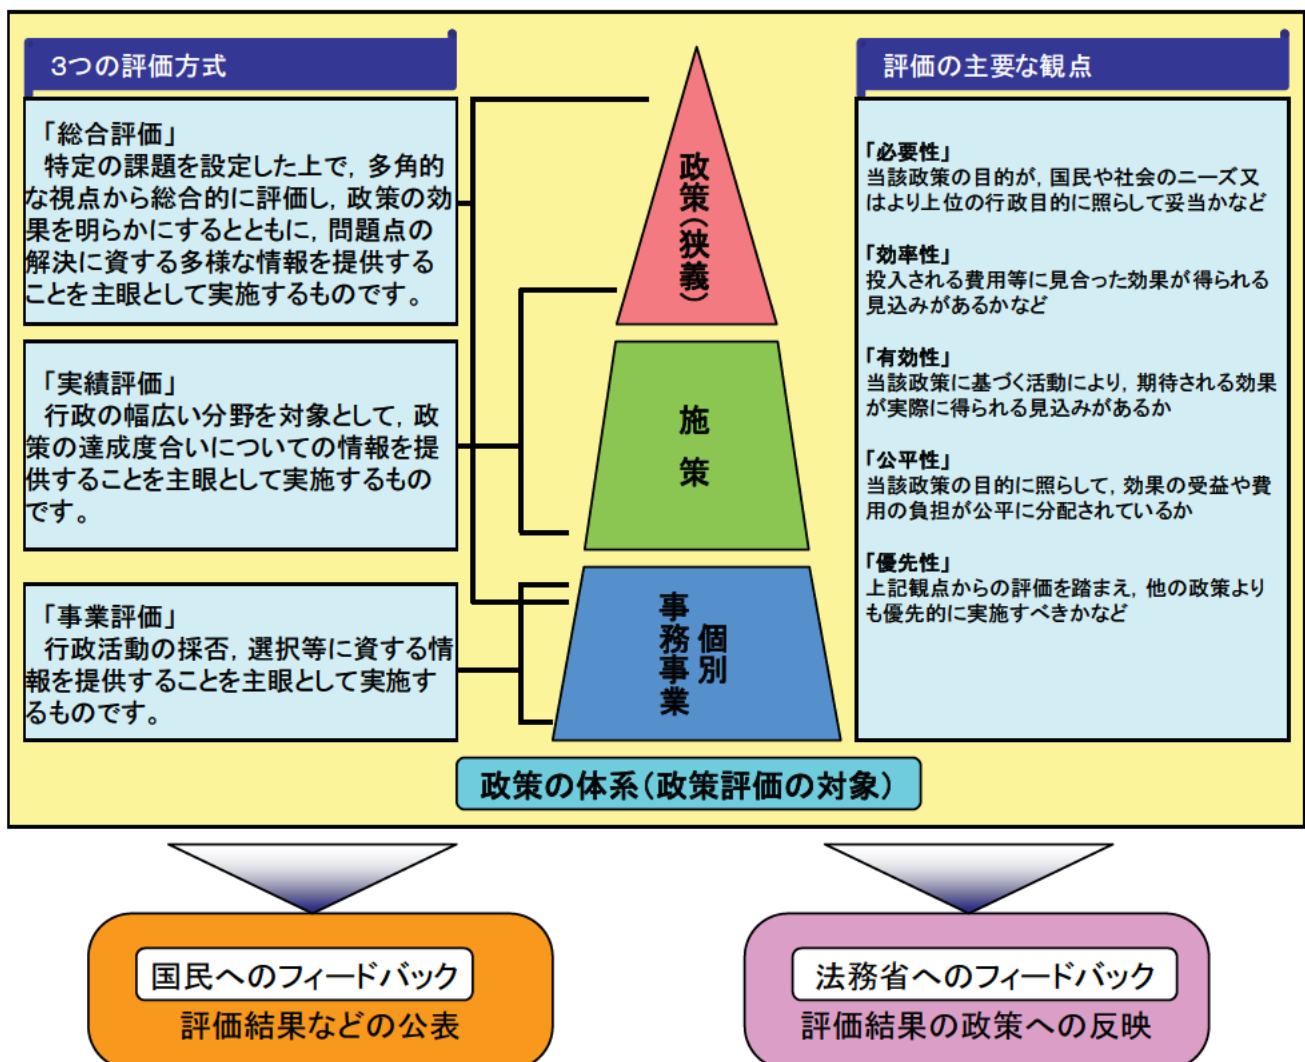 3つの評価方式
「総合評価」
特定の課題を設定した上で，多角的
な視点から総合的に評価し，政策の効
果を明らかにするとともに，問題点の
解決に資する多様な情報を提供する
ことを主眼として実施するものです。
「実績評価」
行政の幅広い分野を対象として，政
策の達成度合いについての情報を提
供することを主眼として実施するもの
です。
「事業評価」
行政活動の採否，選択等に資する情
報を提供することを主眼として実施す
るものです。
政策(狭義)
施策
個別
事務事業
政策の体系(政策評価の対象)
評価の主要な観点
「必要性」
当該政策の目的が，国民や社会のニーズ又
はより上位の行政目的に照らして妥当かなど
「効率性」
投入される費用等に見合った効果が得られる
見込みがあるかなど
「有効性」
当該政策に基づく活動により，期待される効果
が実際に得られる見込みがあるか
「公平性」
当該政策の目的に照らして，効果の受益や費
用の負担が公平に分配されているか
「優先性」
上記観点からの評価を踏まえ，他の政策より
も優先的に実施すべきかなど
国民へのフィードバック
評価結果などの公表
法務省へのフィードバック
評価結果の政策への反映